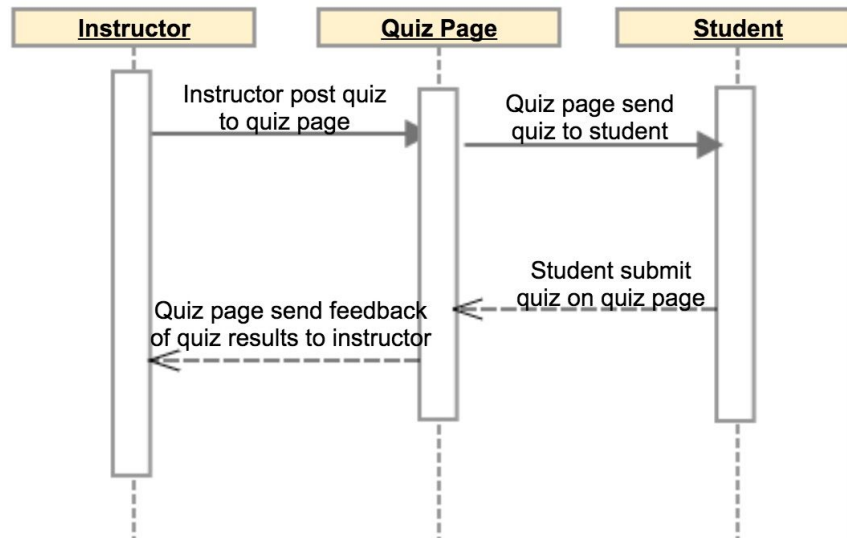 Instructor
Quiz Page
Student
Instructor post quiz
to quiz page
Quiz page send
quiz to student
Student submit
quiz on quiz page
Quiz page send feedback
of quiz results to instructor